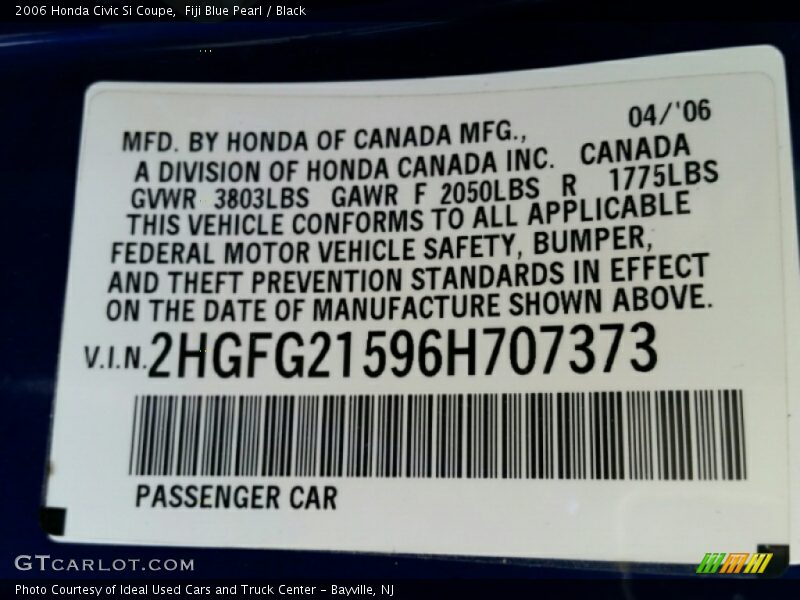 2006 Honda Civic Si Coupe,  Fiji Blue Pearl / Black
04/'06
MFD. BY HONDA OF CANADA MFG.,
A DIVISION OF HONDA CANADA INC. CANADA
GVWR 3803LBS GAWR F 2050LBS R 1775LBS
THIS VEHICLE CONFORMS TO ALL APPLICABLE
FEDERAL MOTOR VEHICLE SAFETY, BUMPER,
AND THEFT PREVENTION STANDARDS IN EFFECT
ON THE DATE OF MANUFACTURE SHOWN ABOVE.
V.I.N. 2HGFG21596H707373
PASSENGER CAR
GTCARLOT.COM
Photo Courtesy of Ideal Used Cars and Truck Center - Bayville, NJ